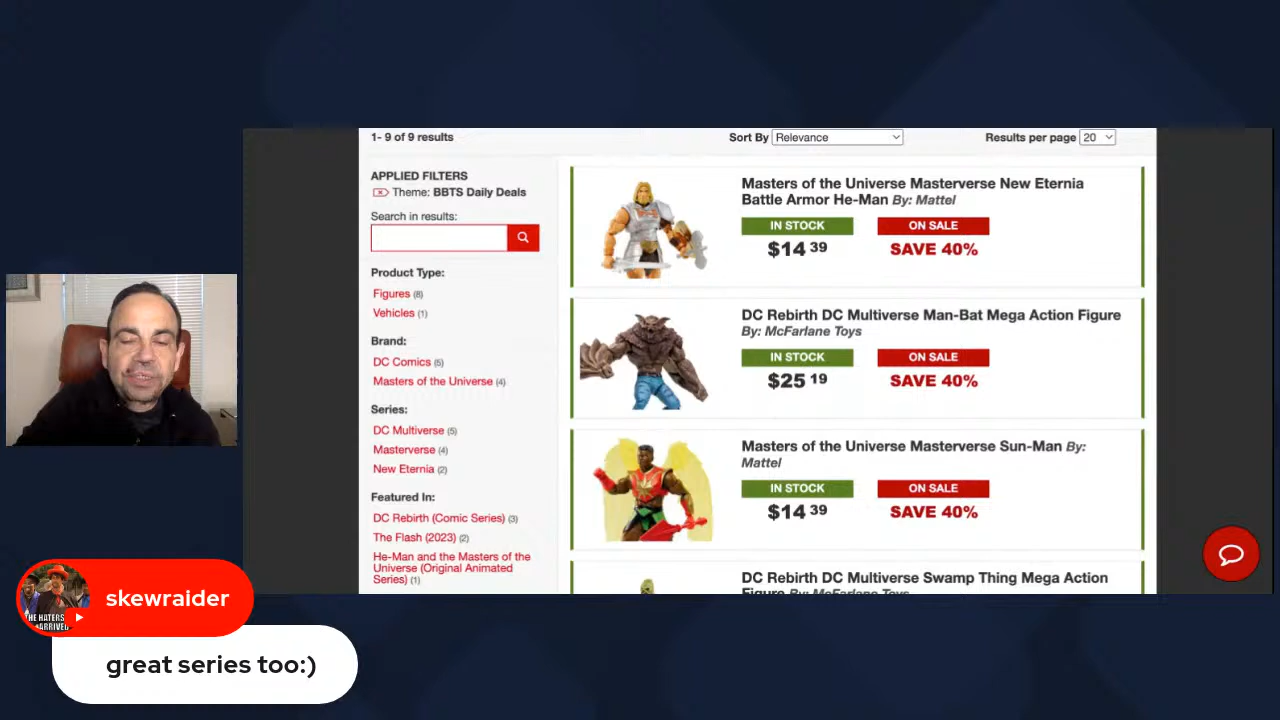 1- 9 of 9 results
Sort By Relevance
Results per page 20
APPLIED FILTERS
Theme: BBTS Daily Deals
Search in results:
Product Type:
Figures (8)
Vehicles (1)
Brand:
DC Comics (5)
Masters of the Universe (4)
Series:
DC Multiverse (5)
Masterverse (4)
New Eternia (2)
Featured In:
DC Rebirth (Comic Series) (3)
The Flash (2023) (2)
He-Man and the Masters of the
Universe (Original Animated
Series) (1)
Masters of the Universe Masterverse New Eternia
Battle Armor He-Man By: Mattel
IN STOCK
ON SALE
$14 39
SAVE 40%
DC Rebirth DC Multiverse Man-Bat Mega Action Figure
By: McFarlane Toys
IN STOCK
ON SALE
$25 19
SAVE 40%
Masters of the Universe Masterverse Sun-Man By:
Mattel
IN STOCK
ON SALE
$14 39
SAVE 40%
DC Rebirth DC Multiverse Swamp Thing Mega Action
Figure By: McFarlane Toys
THE HATERS
ARRIVED
skewraider
great series too:)